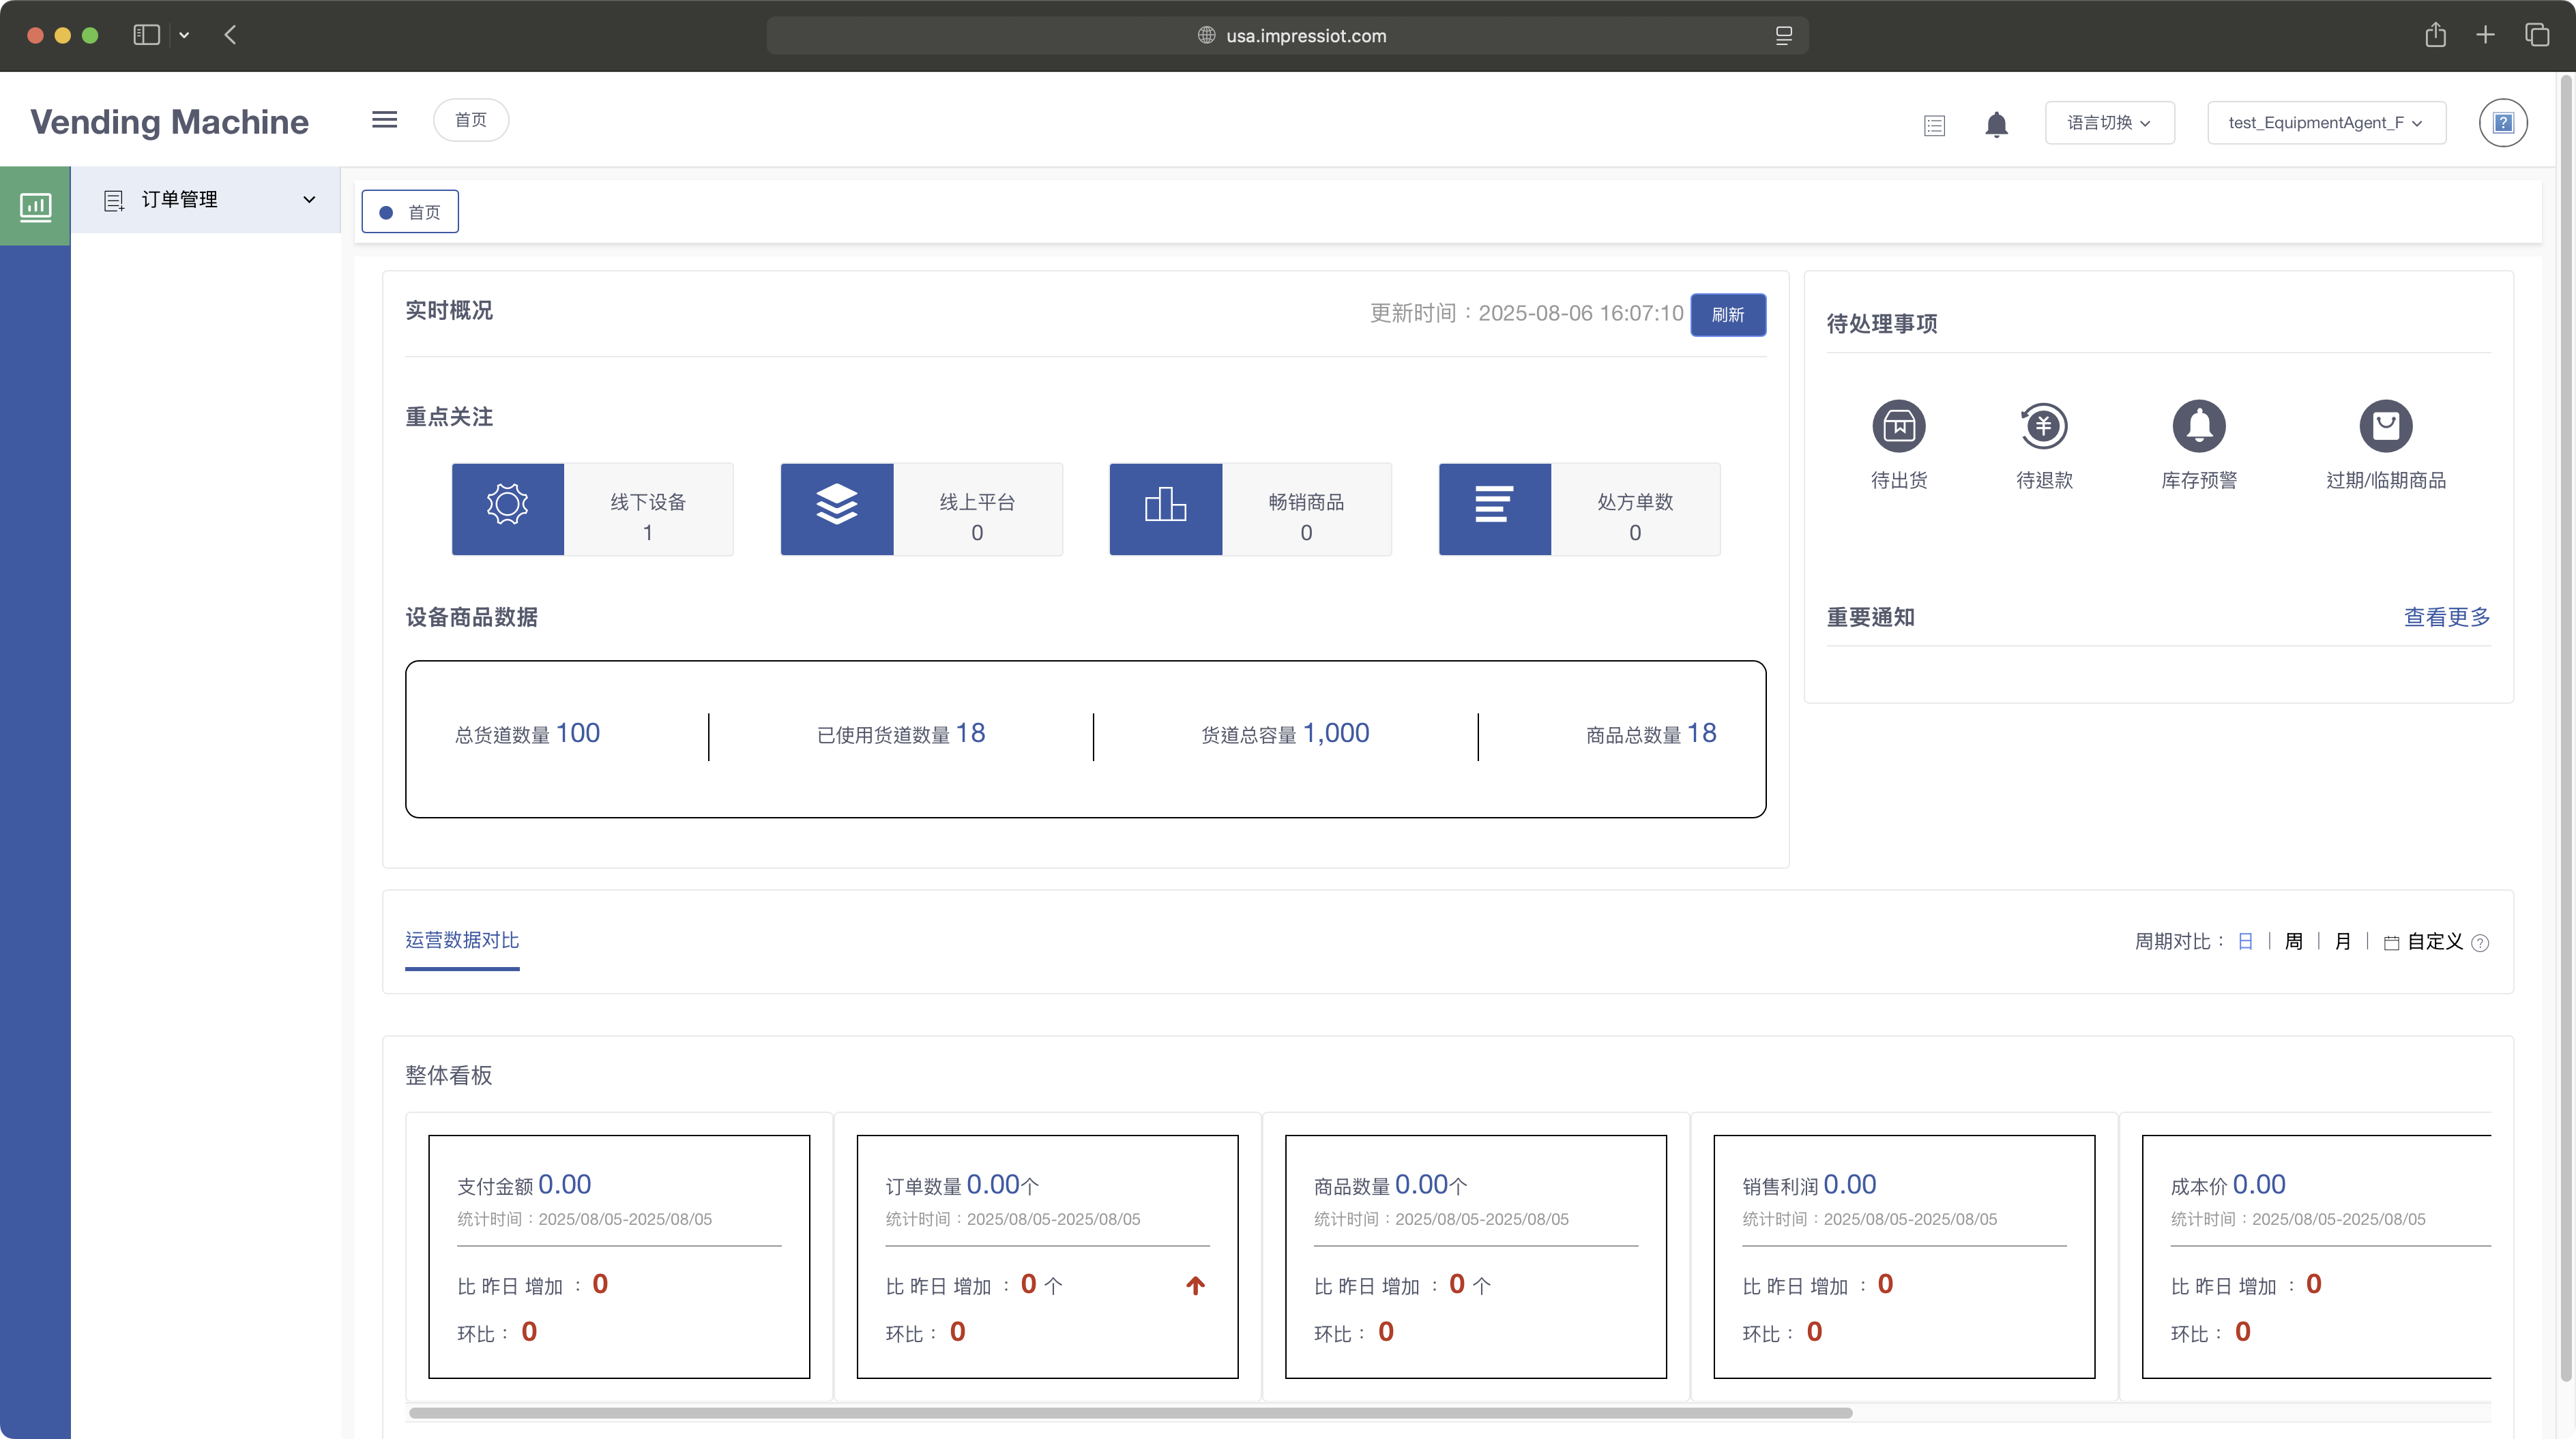 usa.impressiot.com
Vending Machine
首页
语言切换
test_EquipmentAgent_F
订单管理
首页
实时概况
更新时间：2025-08-06 16:07:10
刷新
重点关注
线下设备
1
线上平台
0
畅销商品
0
处方单数
0
设备商品数据
总货道数量 100
已使用货道数量 18
货道总容量 1,000
商品总数量 18
待处理事项
待出货
待退款
库存预警
过期/临期商品
重要通知
查看更多
运营数据对比
周期对比： 日 | 周 | 月 | 自定义 ?
整体看板
支付金额 0.00
统计时间：2025/08/05-2025/08/05
比 昨日 增加 ： 0
环比： 0
订单数量 0.00个
统计时间：2025/08/05-2025/08/05
比 昨日 增加 ： 0 个
环比： 0
商品数量 0.00个
统计时间：2025/08/05-2025/08/05
比 昨日 增加 ： 0 个
环比： 0
销售利润 0.00
统计时间：2025/08/05-2025/08/05
比 昨日 增加 ： 0
环比： 0
成本价 0.00
统计时间：2025/08/05-2025/08/05
比 昨日 增加 ： 0
环比： 0